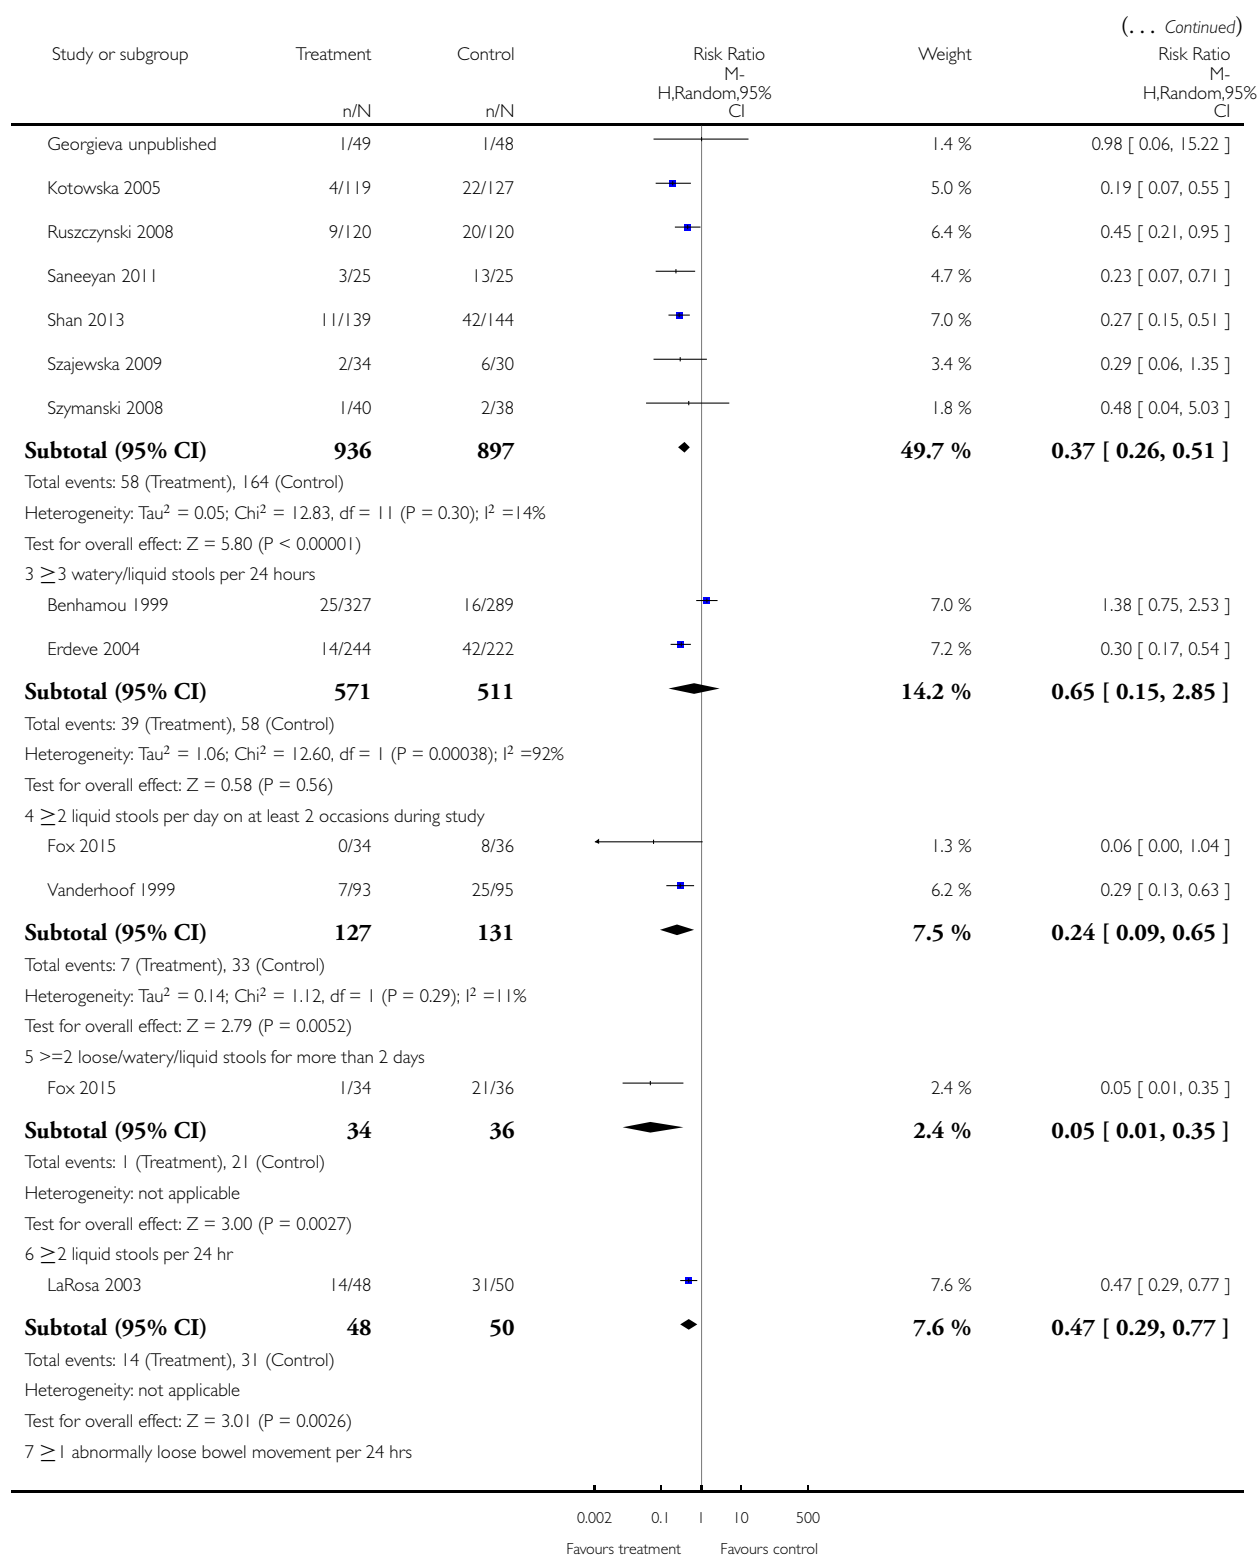 (... Continued)
Study or subgroup Treatment Control Risk Ratio Weight Risk Ratio
M- M-
H,Random,95% H,Random,95%
n/N n/N CI CI
Georgieva unpublished 1/49 1/48 1.4 % 0.98 [ 0.06, 15.22 ]
Kotowska 2005 4/119 22/127 5.0 % 0.19 [ 0.07, 0.55 ]
Ruszczynski 2008 9/120 20/120 6.4 % 0.45 [ 0.21, 0.95 ]
Saneeyan 2011 3/25 13/25 4.7 % 0.23 [ 0.07, 0.71 ]
Shan 2013 11/139 42/144 7.0 % 0.27 [ 0.15, 0.51 ]
Szajewska 2009 2/34 6/30 3.4 % 0.29 [ 0.06, 1.35 ]
Szymanski 2008 1/40 2/38 1.8 % 0.48 [ 0.04, 5.03 ]
Subtotal (95% CI) 936 897 49.7 % 0.37 [ 0.26, 0.51 ]
Total events: 58 (Treatment), 164 (Control)
Heterogeneity: Tau² = 0.05; Chi² = 12.83, df = 11 (P = 0.30); I² =14%
Test for overall effect: Z = 5.80 (P < 0.00001)
3 ≥3 watery/liquid stools per 24 hours
Benhamou 1999 25/327 16/289 7.0 % 1.38 [ 0.75, 2.53 ]
Erdeve 2004 14/244 42/222 7.2 % 0.30 [ 0.17, 0.54 ]
Subtotal (95% CI) 571 511 14.2 % 0.65 [ 0.15, 2.85 ]
Total events: 39 (Treatment), 58 (Control)
Heterogeneity: Tau² = 1.06; Chi² = 12.60, df = 1 (P = 0.00038); I² =92%
Test for overall effect: Z = 0.58 (P = 0.56)
4 ≥2 liquid stools per day on at least 2 occasions during study
Fox 2015 0/34 8/36 1.3 % 0.06 [ 0.00, 1.04 ]
Vanderhoof 1999 7/93 25/95 6.2 % 0.29 [ 0.13, 0.63 ]
Subtotal (95% CI) 127 131 7.5 % 0.24 [ 0.09, 0.65 ]
Total events: 7 (Treatment), 33 (Control)
Heterogeneity: Tau² = 0.14; Chi² = 1.12, df = 1 (P = 0.29); I² =11%
Test for overall effect: Z = 2.79 (P = 0.0052)
5 >=2 loose/watery/liquid stools for more than 2 days
Fox 2015 1/34 21/36 2.4 % 0.05 [ 0.01, 0.35 ]
Subtotal (95% CI) 34 36 2.4 % 0.05 [ 0.01, 0.35 ]
Total events: 1 (Treatment), 21 (Control)
Heterogeneity: not applicable
Test for overall effect: Z = 3.00 (P = 0.0027)
6 ≥2 liquid stools per 24 hr
LaRosa 2003 14/48 31/50 7.6 % 0.47 [ 0.29, 0.77 ]
Subtotal (95% CI) 48 50 7.6 % 0.47 [ 0.29, 0.77 ]
Total events: 14 (Treatment), 31 (Control)
Heterogeneity: not applicable
Test for overall effect: Z = 3.01 (P = 0.0026)
7 ≥1 abnormally loose bowel movement per 24 hrs
0.002 0.1 1 10 500
Favours treatment Favours control